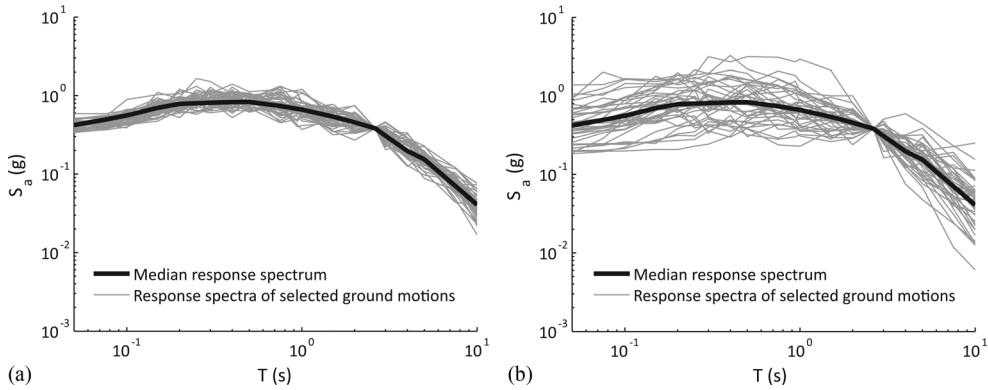 10^1
10^0
10^-1
10^-2
10^-3
S_a (g)
Median response spectrum
Response spectra of selected ground motions
10^-1
10^0
10^1
T (s)
(a)
10^1
10^0
10^-1
10^-2
10^-3
S_a (g)
Median response spectrum
Response spectra of selected ground motions
10^-1
10^0
10^1
T (s)
(b)